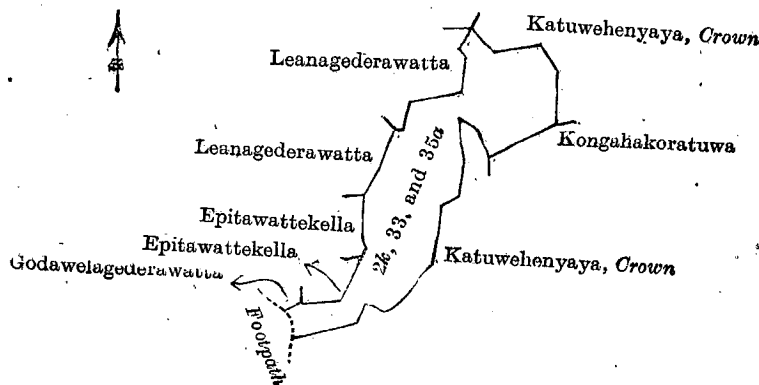 Katuwehenyaya, Crown
Leanagederawatta
Kongahakoratuwa
Leanagederawatta
2k, 33, and 35a
Epitawattekella
Epitawattekella
Katuwehenyaya, Crown
Godawelagederawatta
Footpath